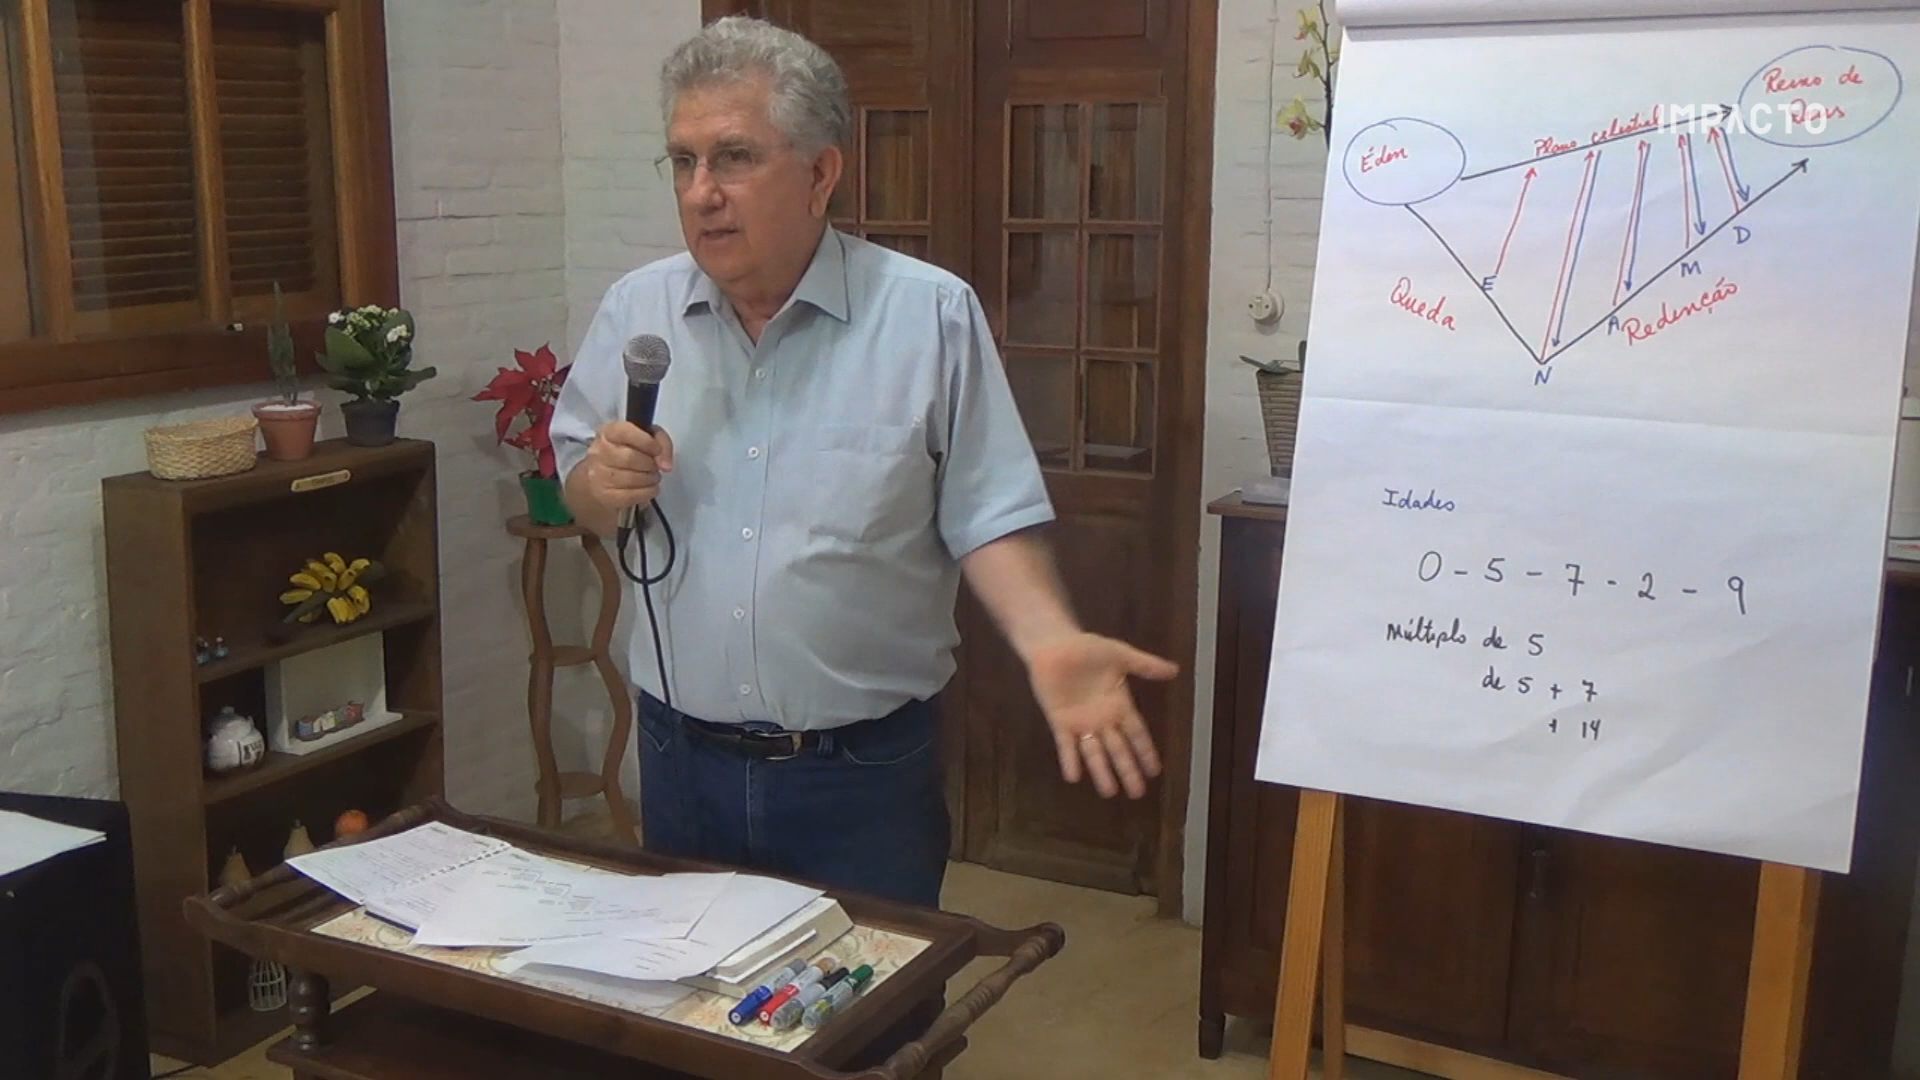 IMPACTO
Reino de
Deus
Éden
Plano celestial
E
D
M
Queda
A
Redenção
N
Idades
0 - 5 - 7 - 2 - 9
Múltiplo de 5
de 5 + 7
+ 14